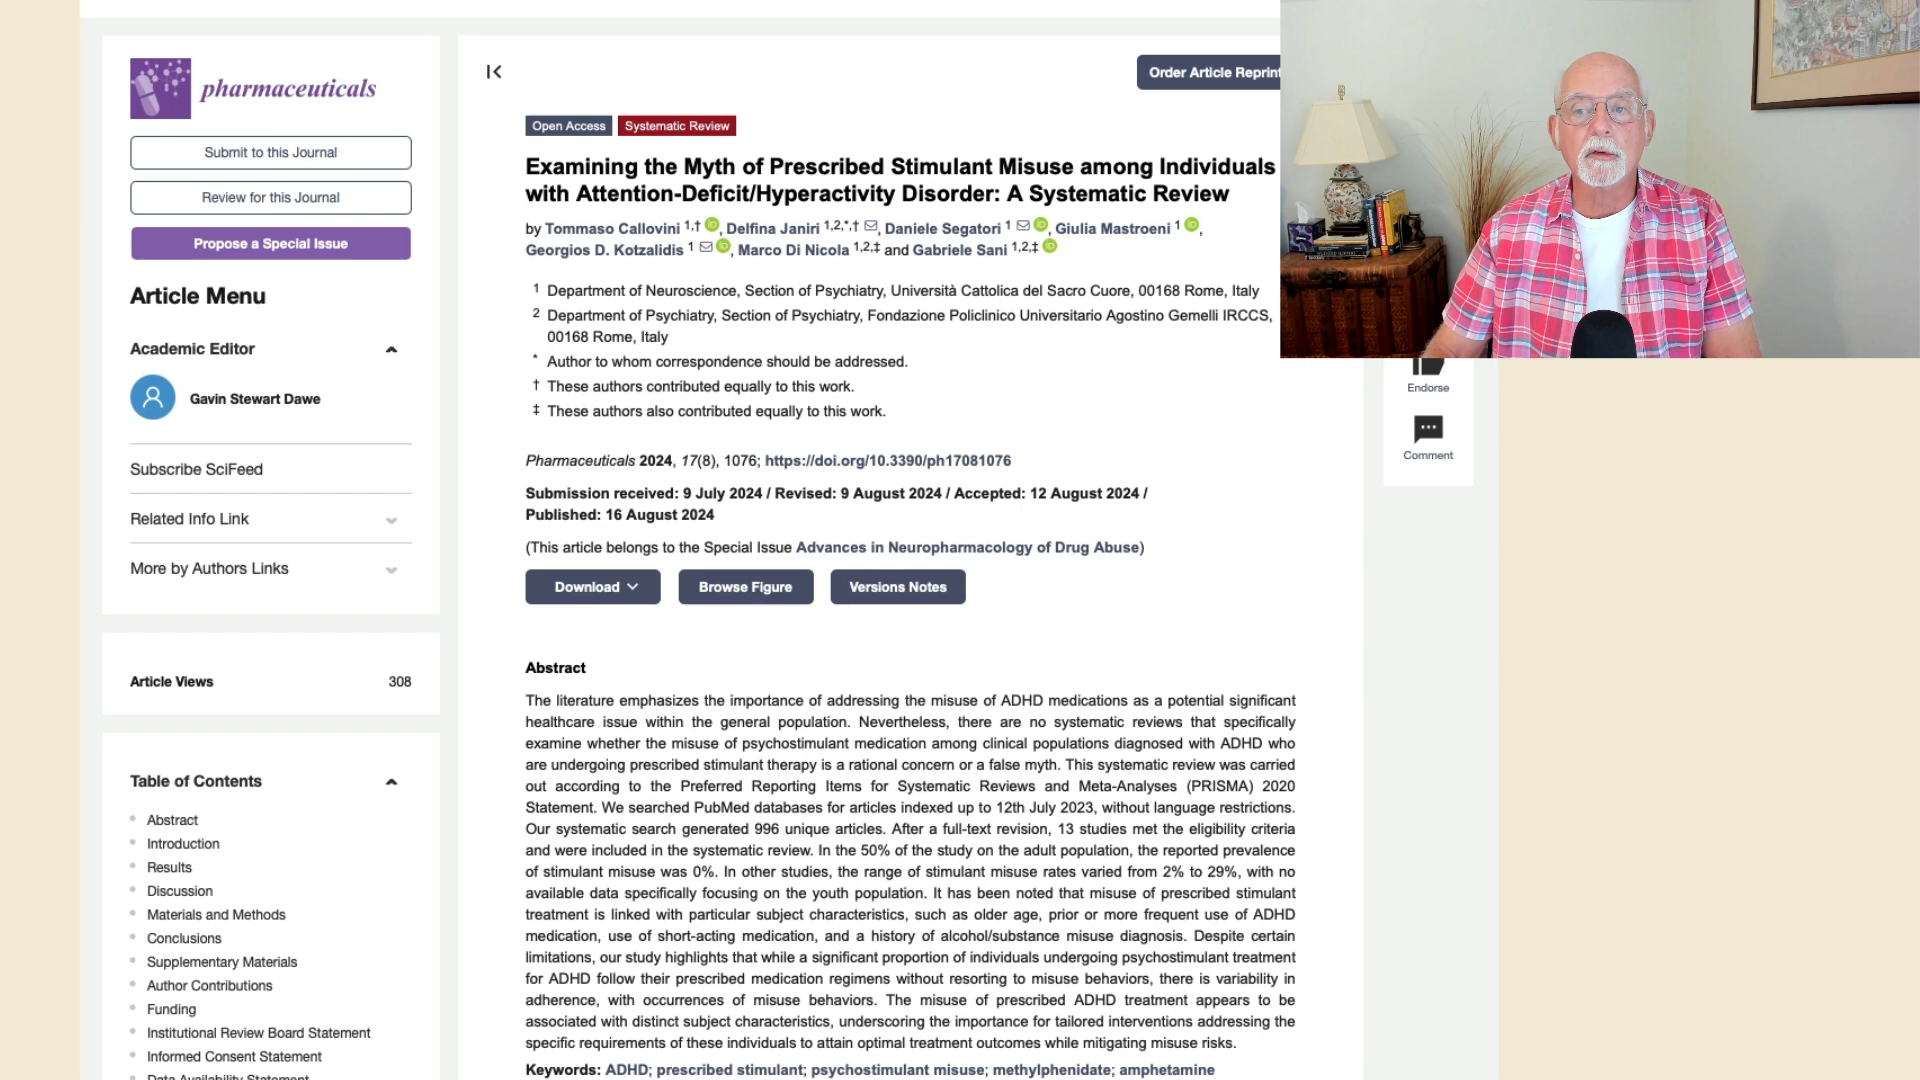 pharmaceuticals
Submit to this Journal
Review for this Journal
Propose a Special Issue
Article Menu
Academic Editor
Gavin Stewart Dawe
Subscribe SciFeed
Related Info Link
More by Authors Links
Article Views 308
Table of Contents
Abstract
Introduction
Results
Discussion
Materials and Methods
Conclusions
Supplementary Materials
Author Contributions
Funding
Institutional Review Board Statement
Informed Consent Statement
Data Availability Statement
Order Article Reprint
Open Access Systematic Review
Examining the Myth of Prescribed Stimulant Misuse among Individuals
with Attention-Deficit/Hyperactivity Disorder: A Systematic Review
by Tommaso Callovini 1,†, Delfina Janiri 1,2,*,†, Daniele Segatori 1, Giulia Mastroeni 1,
Georgios D. Kotzalidis 1, Marco Di Nicola 1,2,‡ and Gabriele Sani 1,2,‡
1 Department of Neuroscience, Section of Psychiatry, Università Cattolica del Sacro Cuore, 00168 Rome, Italy
2 Department of Psychiatry, Section of Psychiatry, Fondazione Policlinico Universitario Agostino Gemelli IRCCS,
00168 Rome, Italy
* Author to whom correspondence should be addressed.
† These authors contributed equally to this work.
‡ These authors also contributed equally to this work.
Pharmaceuticals 2024, 17(8), 1076; https://doi.org/10.3390/ph17081076
Submission received: 9 July 2024 / Revised: 9 August 2024 / Accepted: 12 August 2024 /
Published: 16 August 2024
(This article belongs to the Special Issue Advances in Neuropharmacology of Drug Abuse)
Download Browse Figure Versions Notes
Abstract
The literature emphasizes the importance of addressing the misuse of ADHD medications as a potential significant
healthcare issue within the general population. Nevertheless, there are no systematic reviews that specifically
examine whether the misuse of psychostimulant medication among clinical populations diagnosed with ADHD who
are undergoing prescribed stimulant therapy is a rational concern or a false myth. This systematic review was carried
out according to the Preferred Reporting Items for Systematic Reviews and Meta-Analyses (PRISMA) 2020
Statement. We searched PubMed databases for articles indexed up to 12th July 2023, without language restrictions.
Our systematic search generated 996 unique articles. After a full-text revision, 13 studies met the eligibility criteria
and were included in the systematic review. In the 50% of the study on the adult population, the reported prevalence
of stimulant misuse was 0%. In other studies, the range of stimulant misuse rates varied from 2% to 29%, with no
available data specifically focusing on the youth population. It has been noted that misuse of prescribed stimulant
treatment is linked with particular subject characteristics, such as older age, prior or more frequent use of ADHD
medication, use of short-acting medication, and a history of alcohol/substance misuse diagnosis. Despite certain
limitations, our study highlights that while a significant proportion of individuals undergoing psychostimulant treatment
for ADHD follow their prescribed medication regimens without resorting to misuse behaviors, there is variability in
adherence, with occurrences of misuse behaviors. The misuse of prescribed ADHD treatment appears to be
associated with distinct subject characteristics, underscoring the importance for tailored interventions addressing the
specific requirements of these individuals to attain optimal treatment outcomes while mitigating misuse risks.
Keywords: ADHD; prescribed stimulant; psychostimulant misuse; methylphenidate; amphetamine
Endorse
Comment